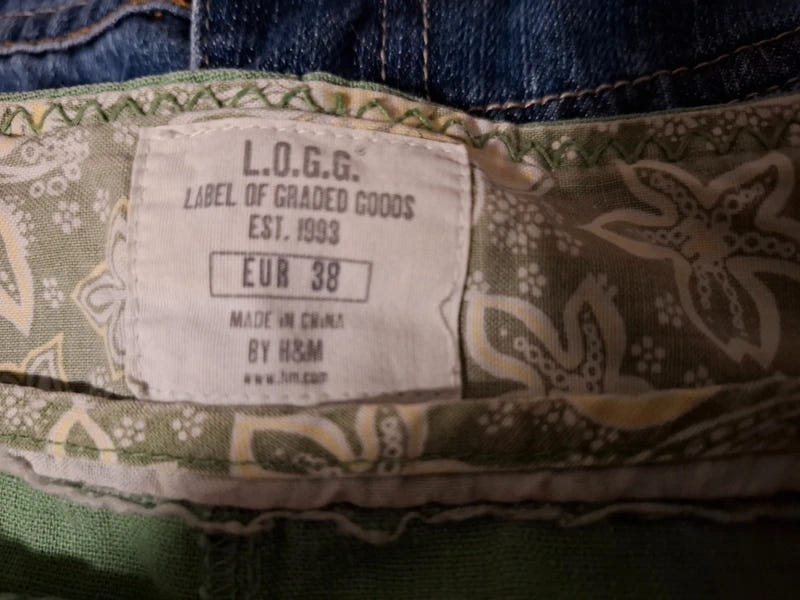 L.O.G.G.®
LABEL OF GRADED GOODS
EST. 1993
EUR 38
MADE IN CHINA
BY H&M
www.hm.com